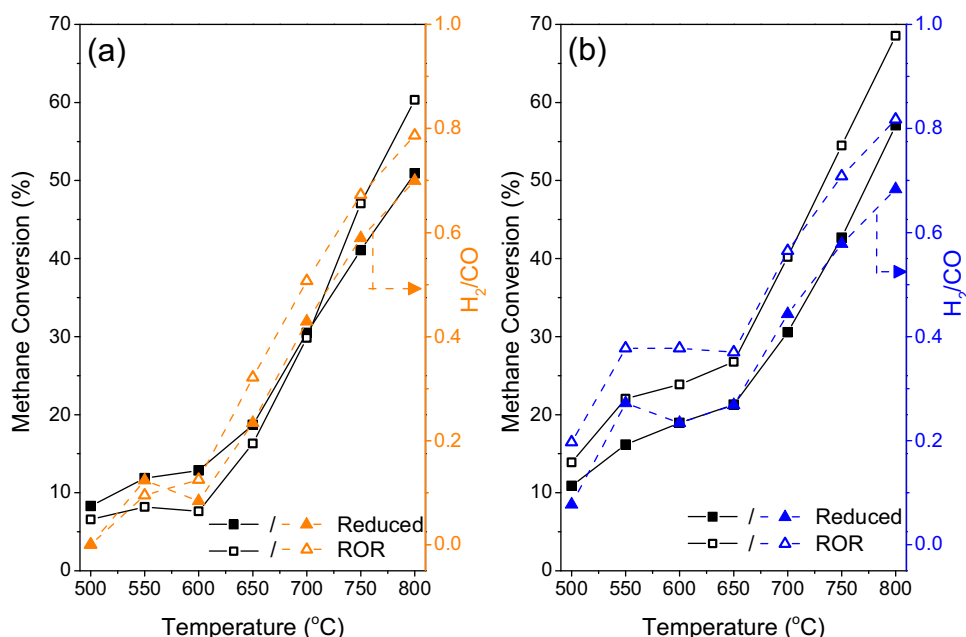 (a)
70
60
50
40
30
20
10
0
Methane Conversion (%)
500 550 600 650 700 750 800
Temperature (°C)
1.0
0.8
0.6
0.4
0.2
0.0
H₂/CO
/ Reduced
/ ROR
(b)
70
60
50
40
30
20
10
0
Methane Conversion (%)
500 550 600 650 700 750 800
Temperature (°C)
1.0
0.8
0.6
0.4
0.2
0.0
H₂/CO
/ Reduced
/ ROR